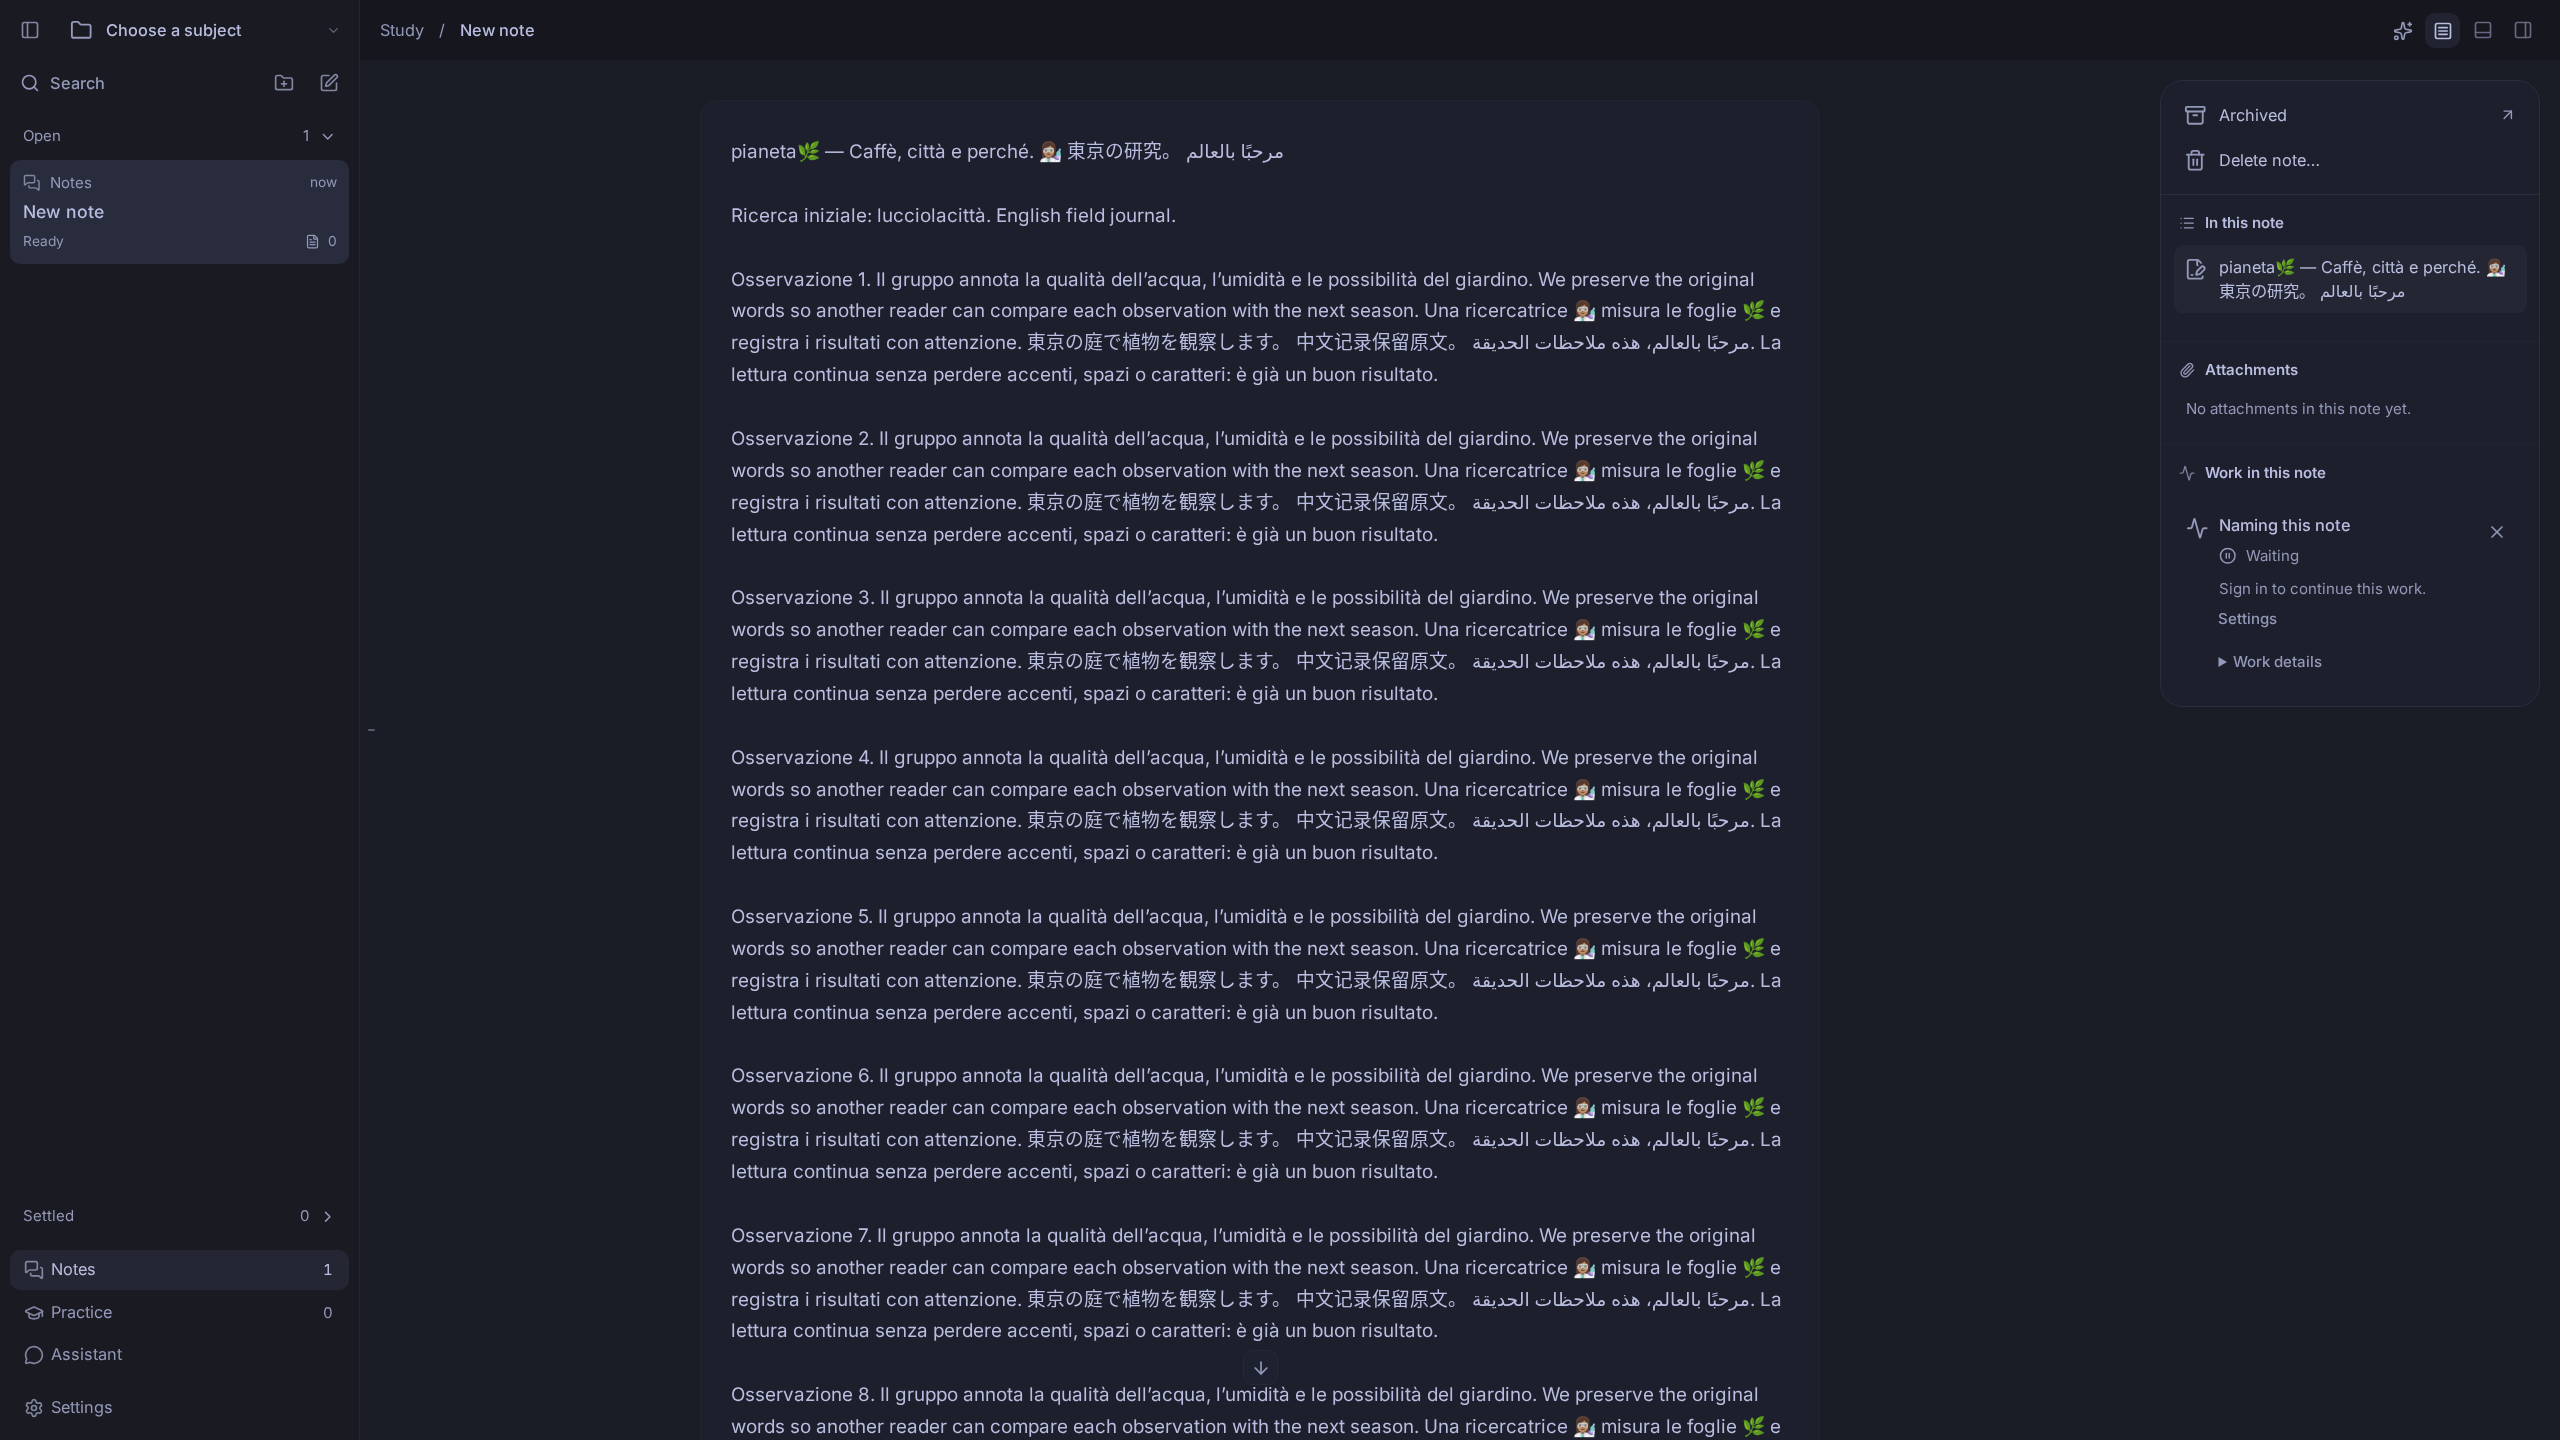 Choose a subject
Search
Open 1
Notes now
New note
Ready 0
Settled 0
Notes 1
Practice 0
Assistant
Settings
Study / New note
pianeta🌿 — Caffè, città e perché. 👩🏽‍🔬 東京の研究。 مرحبًا بالعالم
Ricerca iniziale: lucciolacittà. English field journal.
Osservazione 1. Il gruppo annota la qualità dell’acqua, l’umidità e le possibilità del giardino. We preserve the original
words so another reader can compare each observation with the next season. Una ricercatrice 👩🏽‍🔬 misura le foglie 🌿 e
registra i risultati con attenzione. 東京の庭で植物を観察します。 中文记录保留原文。 مرحبًا بالعالم، هذه ملاحظات الحديقة. La
lettura continua senza perdere accenti, spazi o caratteri: è già un buon risultato.
Osservazione 2. Il gruppo annota la qualità dell’acqua, l’umidità e le possibilità del giardino. We preserve the original
words so another reader can compare each observation with the next season. Una ricercatrice 👩🏽‍🔬 misura le foglie 🌿 e
registra i risultati con attenzione. 東京の庭で植物を観察します。 中文记录保留原文。 مرحبًا بالعالم، هذه ملاحظات الحديقة. La
lettura continua senza perdere accenti, spazi o caratteri: è già un buon risultato.
Osservazione 3. Il gruppo annota la qualità dell’acqua, l’umidità e le possibilità del giardino. We preserve the original
words so another reader can compare each observation with the next season. Una ricercatrice 👩🏽‍🔬 misura le foglie 🌿 e
registra i risultati con attenzione. 東京の庭で植物を観察します。 中文记录保留原文。 مرحبًا بالعالم، هذه ملاحظات الحديقة. La
lettura continua senza perdere accenti, spazi o caratteri: è già un buon risultato.
Osservazione 4. Il gruppo annota la qualità dell’acqua, l’umidità e le possibilità del giardino. We preserve the original
words so another reader can compare each observation with the next season. Una ricercatrice 👩🏽‍🔬 misura le foglie 🌿 e
registra i risultati con attenzione. 東京の庭で植物を観察します。 中文记录保留原文。 مرحبًا بالعالم، هذه ملاحظات الحديقة. La
lettura continua senza perdere accenti, spazi o caratteri: è già un buon risultato.
Osservazione 5. Il gruppo annota la qualità dell’acqua, l’umidità e le possibilità del giardino. We preserve the original
words so another reader can compare each observation with the next season. Una ricercatrice 👩🏽‍🔬 misura le foglie 🌿 e
registra i risultati con attenzione. 東京の庭で植物を観察します。 中文记录保留原文。 مرحبًا بالعالم، هذه ملاحظات الحديقة. La
lettura continua senza perdere accenti, spazi o caratteri: è già un buon risultato.
Osservazione 6. Il gruppo annota la qualità dell’acqua, l’umidità e le possibilità del giardino. We preserve the original
words so another reader can compare each observation with the next season. Una ricercatrice 👩🏽‍🔬 misura le foglie 🌿 e
registra i risultati con attenzione. 東京の庭で植物を観察します。 中文记录保留原文。 مرحبًا بالعالم، هذه ملاحظات الحديقة. La
lettura continua senza perdere accenti, spazi o caratteri: è già un buon risultato.
Osservazione 7. Il gruppo annota la qualità dell’acqua, l’umidità e le possibilità del giardino. We preserve the original
words so another reader can compare each observation with the next season. Una ricercatrice 👩🏽‍🔬 misura le foglie 🌿 e
registra i risultati con attenzione. 東京の庭で植物を観察します。 中文记录保留原文。 مرحبًا بالعالم، هذه ملاحظات الحديقة. La
lettura continua senza perdere accenti, spazi o caratteri: è già un buon risultato.
Osservazione 8. Il gruppo annota la qualità dell’acqua, l’umidità e le possibilità del giardino. We preserve the original
words so another reader can compare each observation with the next season. Una ricercatrice 👩🏽‍🔬 misura le foglie 🌿 e
Archived
Delete note…
In this note
pianeta🌿 — Caffè, città e perché. 👩🏽‍🔬
東京の研究。 مرحبًا بالعالم
Attachments
No attachments in this note yet.
Work in this note
Naming this note
Waiting
Sign in to continue this work.
Settings
Work details